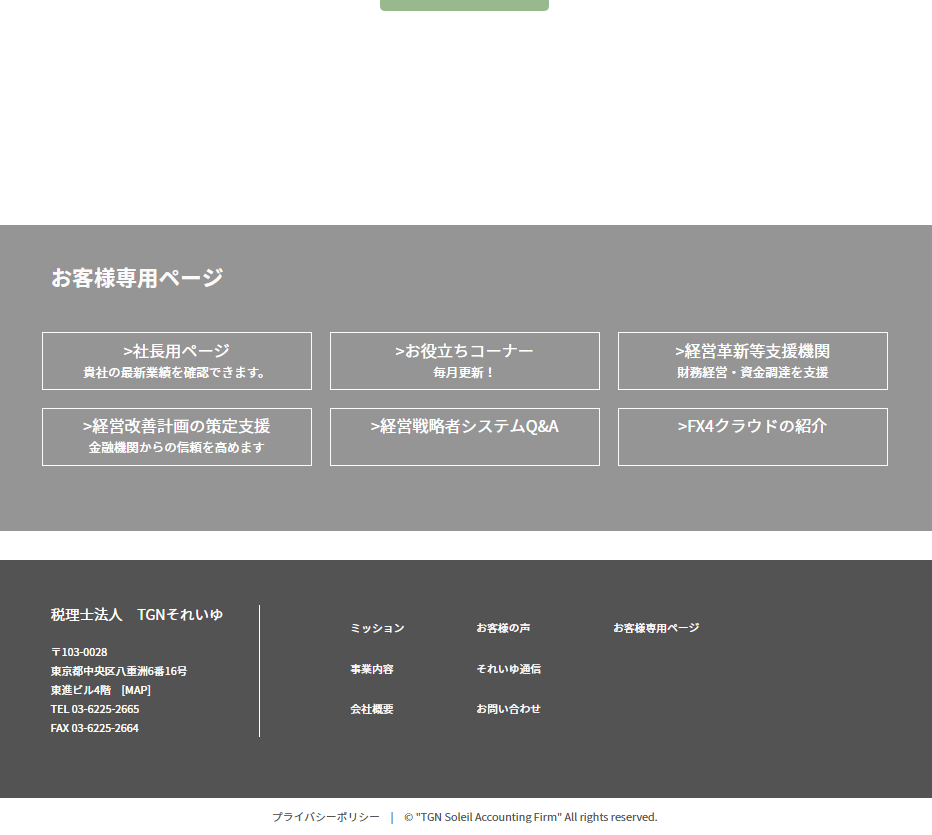 お客様専用ページ
>社長用ページ
貴社の最新業績を確認できます。
>お役立ちコーナー
毎月更新！
>経営革新等支援機関
財務経営・資金調達を支援
>経営改善計画の策定支援
金融機関からの信頼を高めます
>経営戦略者システムQ&A
>FX4クラウドの紹介
税理士法人　TGNそれいゆ
〒103-0028
東京都中央区八重洲6番16号
東進ビル4階　[MAP]
TEL 03-6225-2665
FAX 03-6225-2664
ミッション
事業内容
会社概要
お客様の声
それいゆ通信
お問い合わせ
お客様専用ページ
プライバシーポリシー　|　© "TGN Soleil Accounting Firm" All rights reserved.